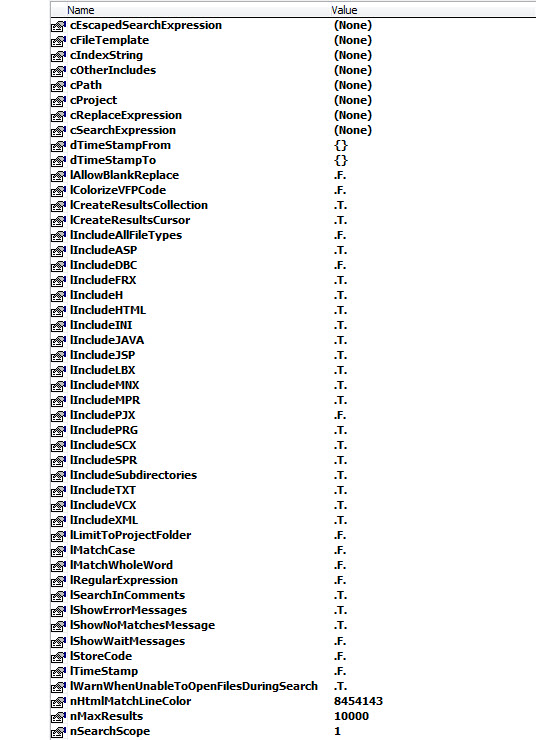 Name Value
cEscapedSearchExpression (None)
cFileTemplate (None)
cIndexString (None)
cOtherIncludes (None)
cPath (None)
cProject (None)
cReplaceExpression (None)
cSearchExpression (None)
dTimeStampFrom {}
dTimeStampTo {}
lAllowBlankReplace .F.
lColorizeVFPCode .F.
lCreateResultsCollection .T.
lCreateResultsCursor .T.
lIncludeAllFileTypes .F.
lIncludeASP .T.
lIncludeDBC .F.
lIncludeFRX .T.
lIncludeH .T.
lIncludeHTML .T.
lIncludeINI .T.
lIncludeJAVA .T.
lIncludeJSP .T.
lIncludeLBX .T.
lIncludeMNX .T.
lIncludeMPR .T.
lIncludePJX .F.
lIncludePRG .T.
lIncludeSCX .T.
lIncludeSPR .T.
lIncludeSubdirectories .T.
lIncludeTXT .T.
lIncludeVCX .T.
lIncludeXML .T.
lLimitToProjectFolder .F.
lMatchCase .F.
lMatchWholeWord .F.
lRegularExpression .F.
lSearchInComments .T.
lShowErrorMessages .T.
lShowNoMatchesMessage .T.
lShowWaitMessages .F.
lStoreCode .F.
lTimeStamp .F.
lWarnWhenUnableToOpenFilesDuringSearch .T.
nHtmlMatchLineColor 8454143
nMaxResults 10000
nSearchScope 1